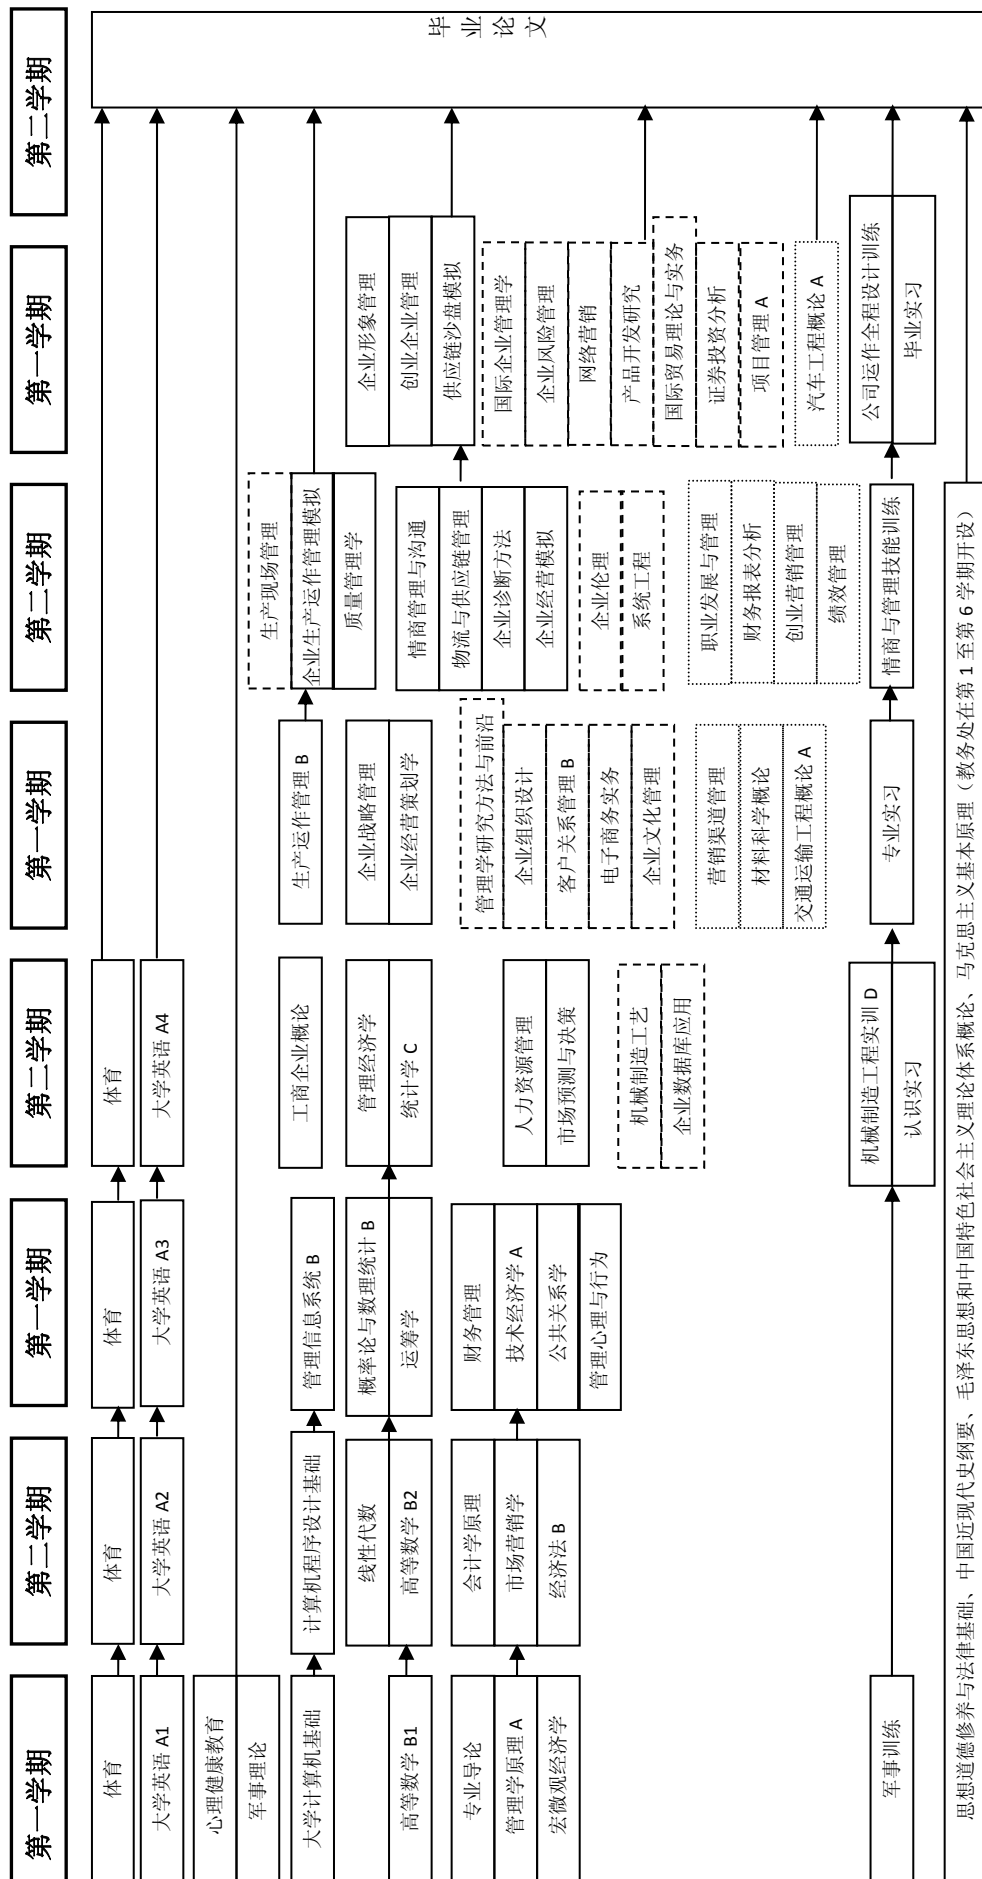 第一学期
第二学期
第一学期
第二学期
第一学期
第二学期
第一学期
第二学期
体育
体育
体育
体育
大学英语 A1
大学英语 A2
大学英语 A3
大学英语 A4
心理健康教育
军事理论
大学计算机基础
计算机程序设计基础
管理信息系统 B
工商企业概论
生产运作管理 B
生产现场管理
企业生产运作管理模拟
质量管理学
高等数学 B1
线性代数
高等数学 B2
概率论与数理统计 B
运筹学
管理经济学
统计学 C
企业战略管理
企业经营策划学
情商管理与沟通
物流与供应链管理
企业诊断方法
企业经营模拟
企业形象管理
创业企业管理
供应链沙盘模拟
专业导论
管理学原理 A
宏微观经济学
会计学原理
市场营销学
经济法 B
财务管理
技术经济学 A
公共关系学
管理心理与行为
人力资源管理
市场预测与决策
机械制造工艺
企业数据库应用
管理学研究方法与前沿
企业组织设计
客户关系管理 B
电子商务实务
企业文化管理
企业伦理
系统工程
国际企业管理学
企业风险管理
网络营销
产品开发研究
国际贸易理论与实务
证券投资分析
项目管理 A
营销渠道管理
材料科学概论
交通运输工程概论 A
职业发展与管理
财务报表分析
创业营销管理
绩效管理
汽车工程概论 A
军事训练
机械制造工程实训 D
认识实习
专业实习
情商与管理技能训练
公司运作全程设计训练
毕业实习
思想道德修养与法律基础、中国近现代史纲要、毛泽东思想和中国特色社会主义理论体系概论、马克思主义基本原理（教务处在第 1 至第 6 学期开设）
毕业论文